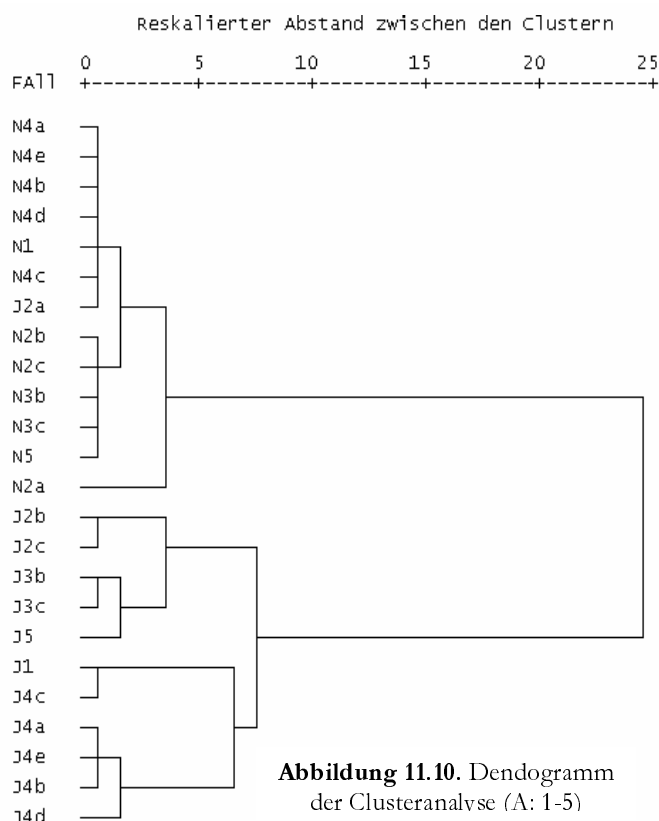 Reskalierter Abstand zwischen den Clustern
0 5 10 15 20 25
FAll
N4a
N4e
N4b
N4d
N1
N4c
J2a
N2b
N2c
N3b
N3c
N5
N2a
J2b
J2c
J3b
J3c
J5
J1
J4c
J4a
J4e
J4b
J4d
Abbildung 11.10. Dendogramm
der Clusteranalyse (A: 1-5)